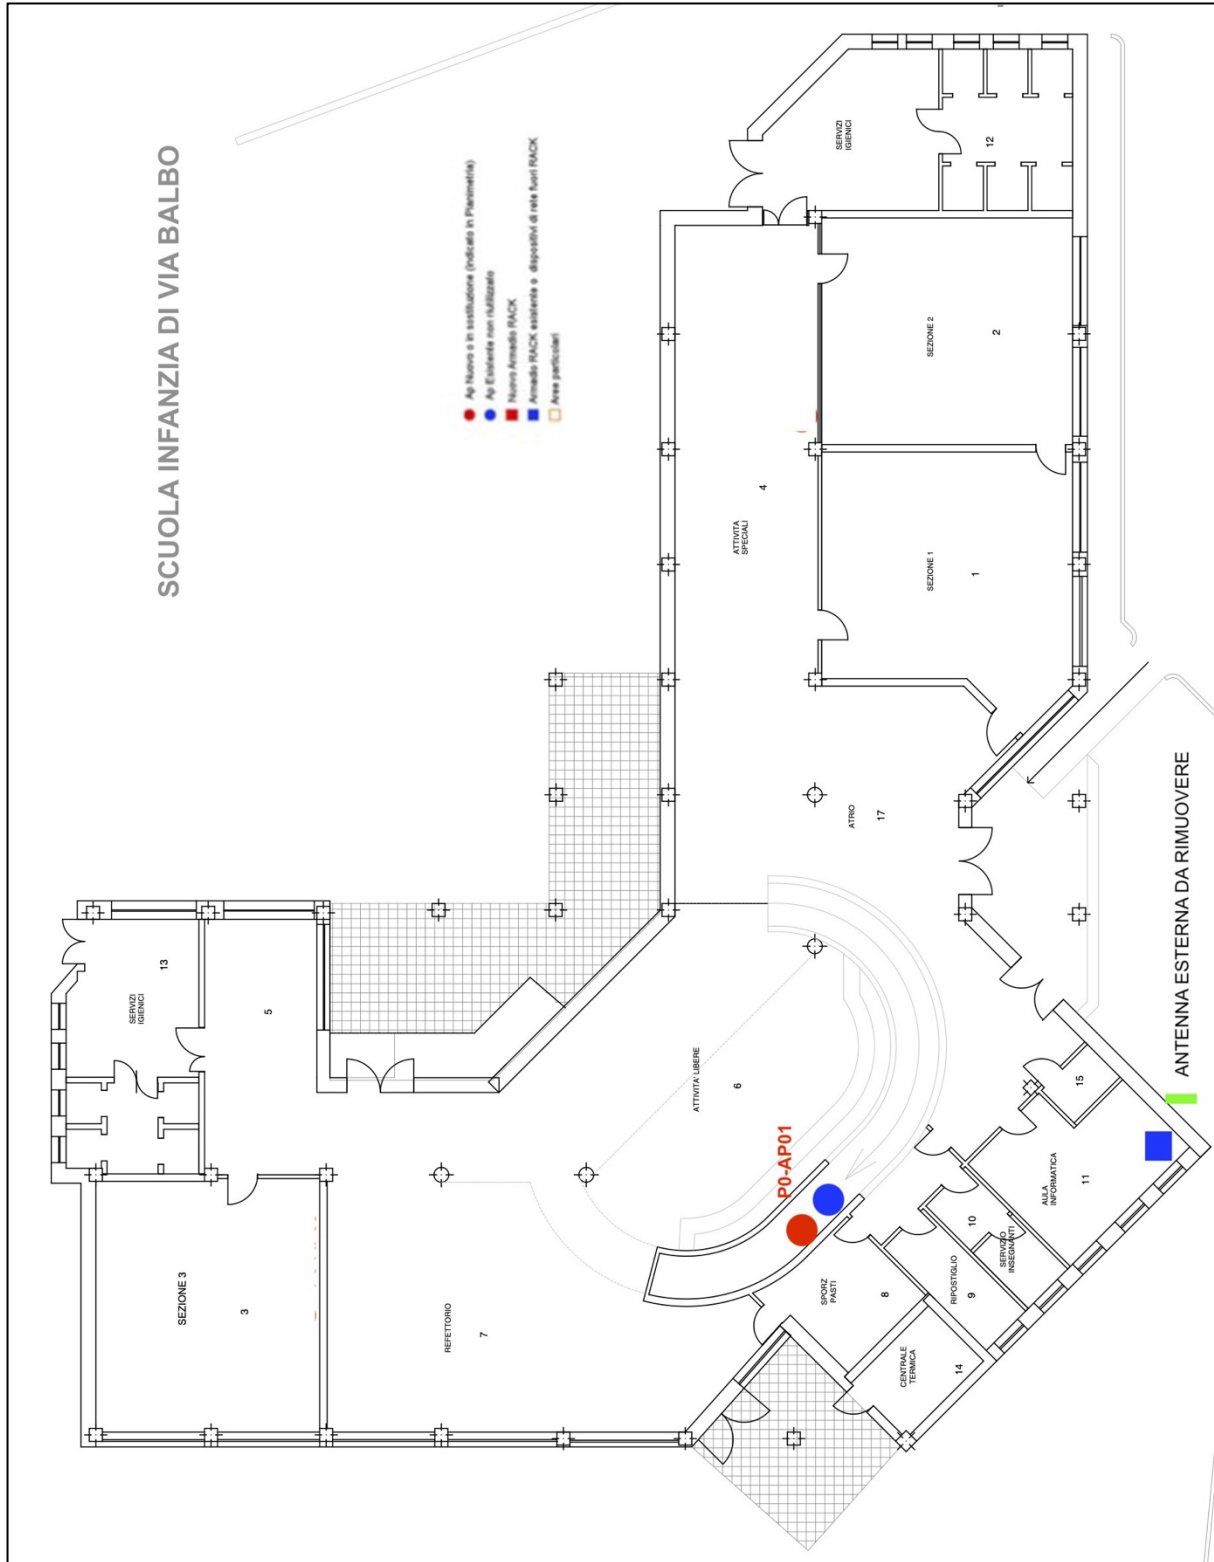 SCUOLA INFANZIA DI VIA BALBO
Ap Nuovo o in sostituzione (indicato in Planimetria)
Ap Esistente non riutilizzato
Nuovo Armadio RACK
Armadio RACK esistente o dispositivi di rete fuori RACK
Aree particolari
SERVIZI
IGIENICI
13
5
SEZIONE 3
3
REFETTORIO
7
ATTIVITA' LIBERE
6
P0-AP01
SPORZ
PASTI
8
RIPOSTIGLIO
9
CENTRALE
TERMICA
14
10
SERVIZIO
INSEGNANTI
AULA
INFORMATICA
11
15
ATRIO
17
ATTIVITA
SPECIALI
4
SEZIONE 1
1
SEZIONE 2
2
SERVIZI
IGIENICI
12
ANTENNA ESTERNA DA RIMUOVERE